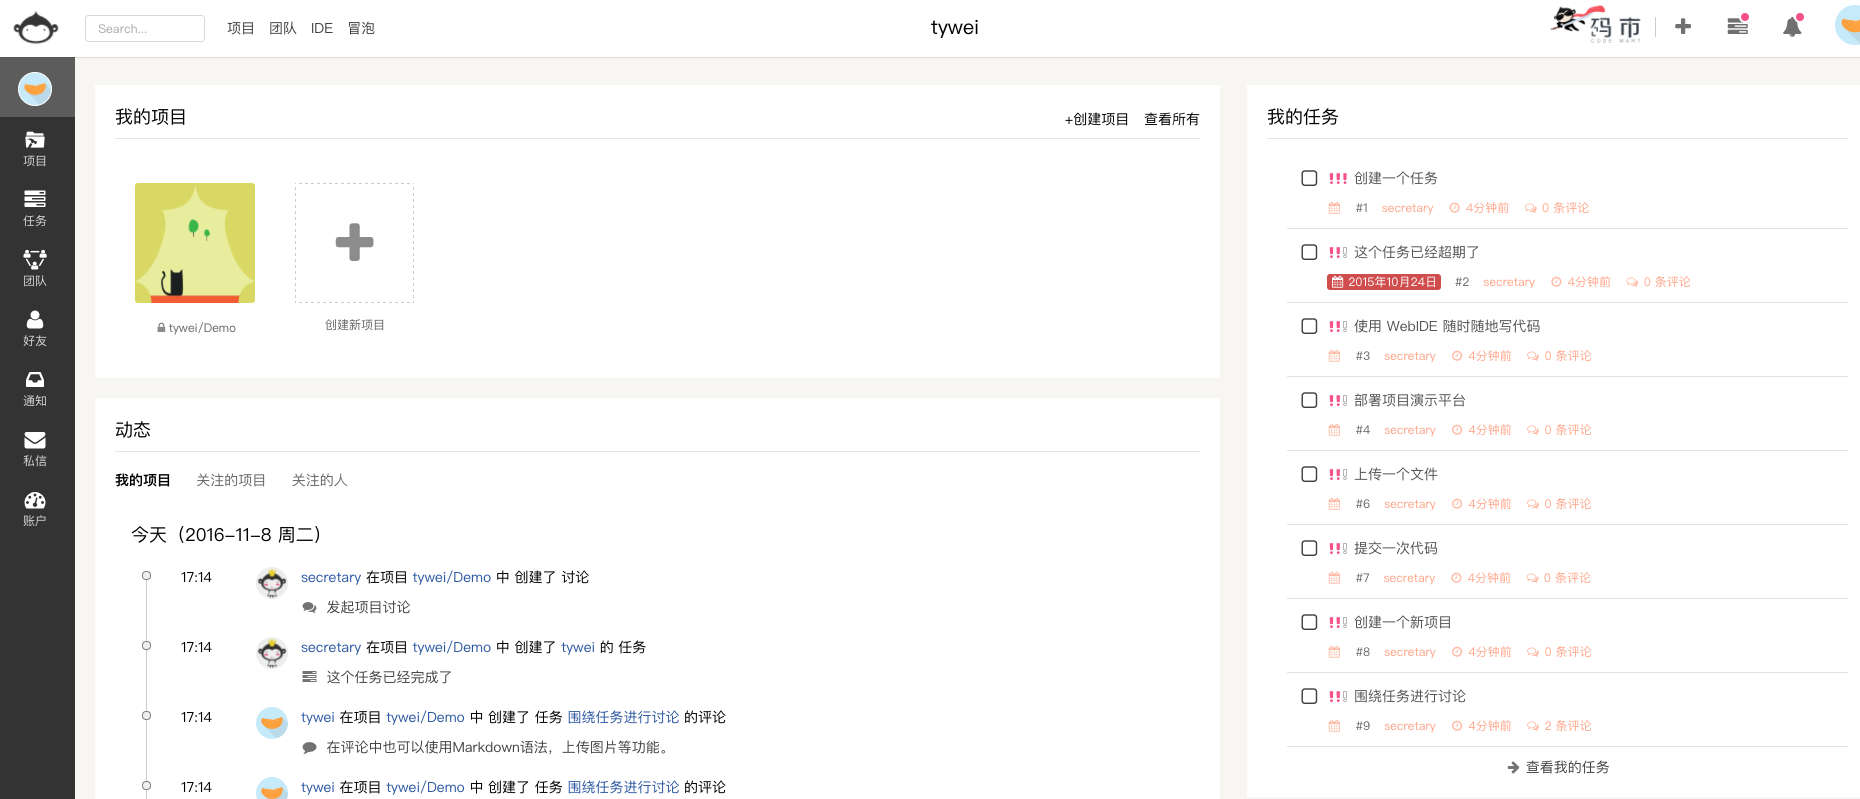 Search...
项目 团队 IDE 冒泡
tywei
码市
CODE MART
项目
任务
团队
好友
通知
私信
账户
我的项目
+创建项目 查看所有
tywei/Demo
创建新项目
动态
我的项目 关注的项目 关注的人
今天（2016-11-8 周二）
17:14 secretary 在项目 tywei/Demo 中 创建了 讨论
发起项目讨论
17:14 secretary 在项目 tywei/Demo 中 创建了 tywei 的 任务
这个任务已经完成了
17:14 tywei 在项目 tywei/Demo 中 创建了 任务 围绕任务进行讨论 的评论
在评论中也可以使用Markdown语法，上传图片等功能。
17:14 tywei 在项目 tywei/Demo 中 创建了 任务 围绕任务进行讨论 的评论
我的任务
!!! 创建一个任务
#1 secretary 4分钟前 0 条评论
!!! 这个任务已经超期了
2015年10月24日 #2 secretary 4分钟前 0 条评论
!!! 使用 WebIDE 随时随地写代码
#3 secretary 4分钟前 0 条评论
!!! 部署项目演示平台
#4 secretary 4分钟前 0 条评论
!!! 上传一个文件
#6 secretary 4分钟前 0 条评论
!!! 提交一次代码
#7 secretary 4分钟前 0 条评论
!!! 创建一个新项目
#8 secretary 4分钟前 0 条评论
!!! 围绕任务进行讨论
#9 secretary 4分钟前 2 条评论
查看我的任务